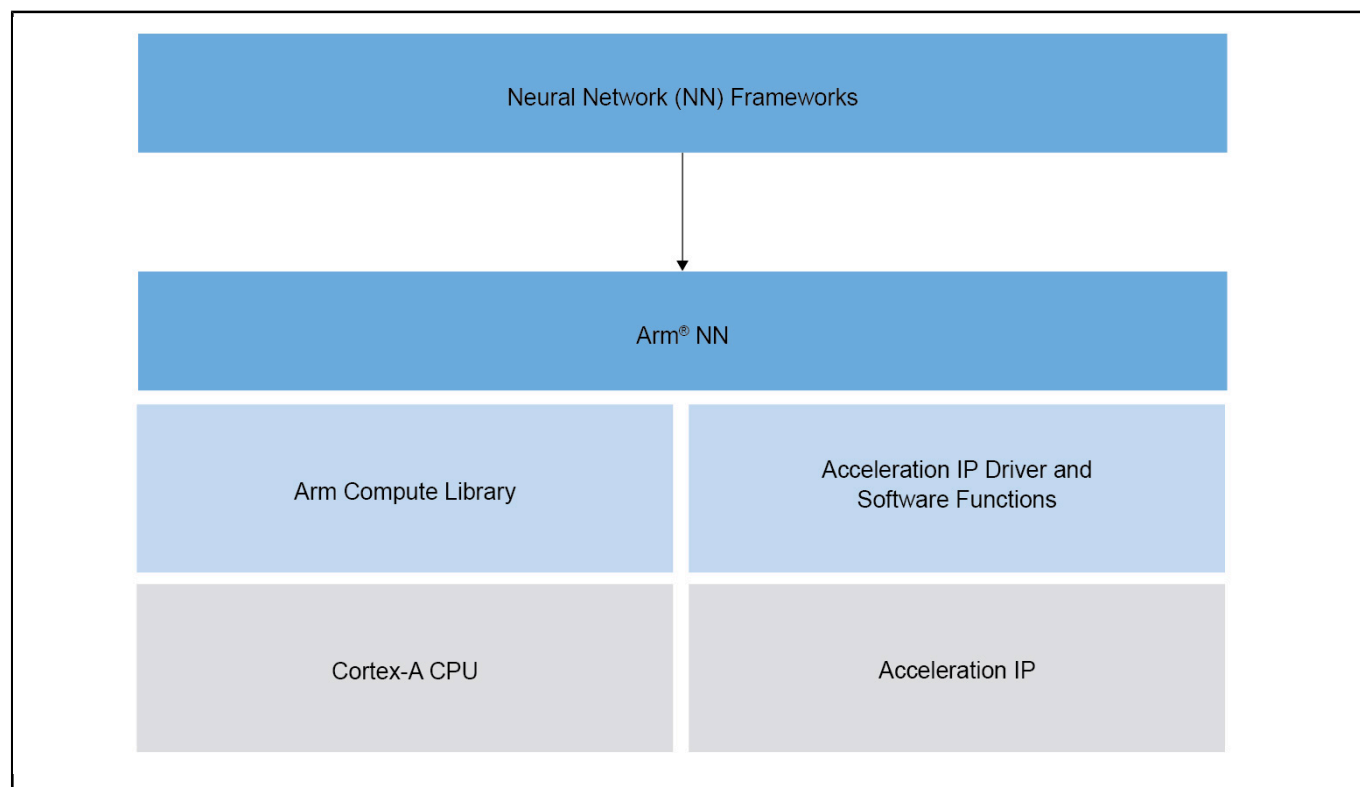 Neural Network (NN) Frameworks
Arm® NN
Arm Compute Library
Acceleration IP Driver and
Software Functions
Cortex-A CPU
Acceleration IP